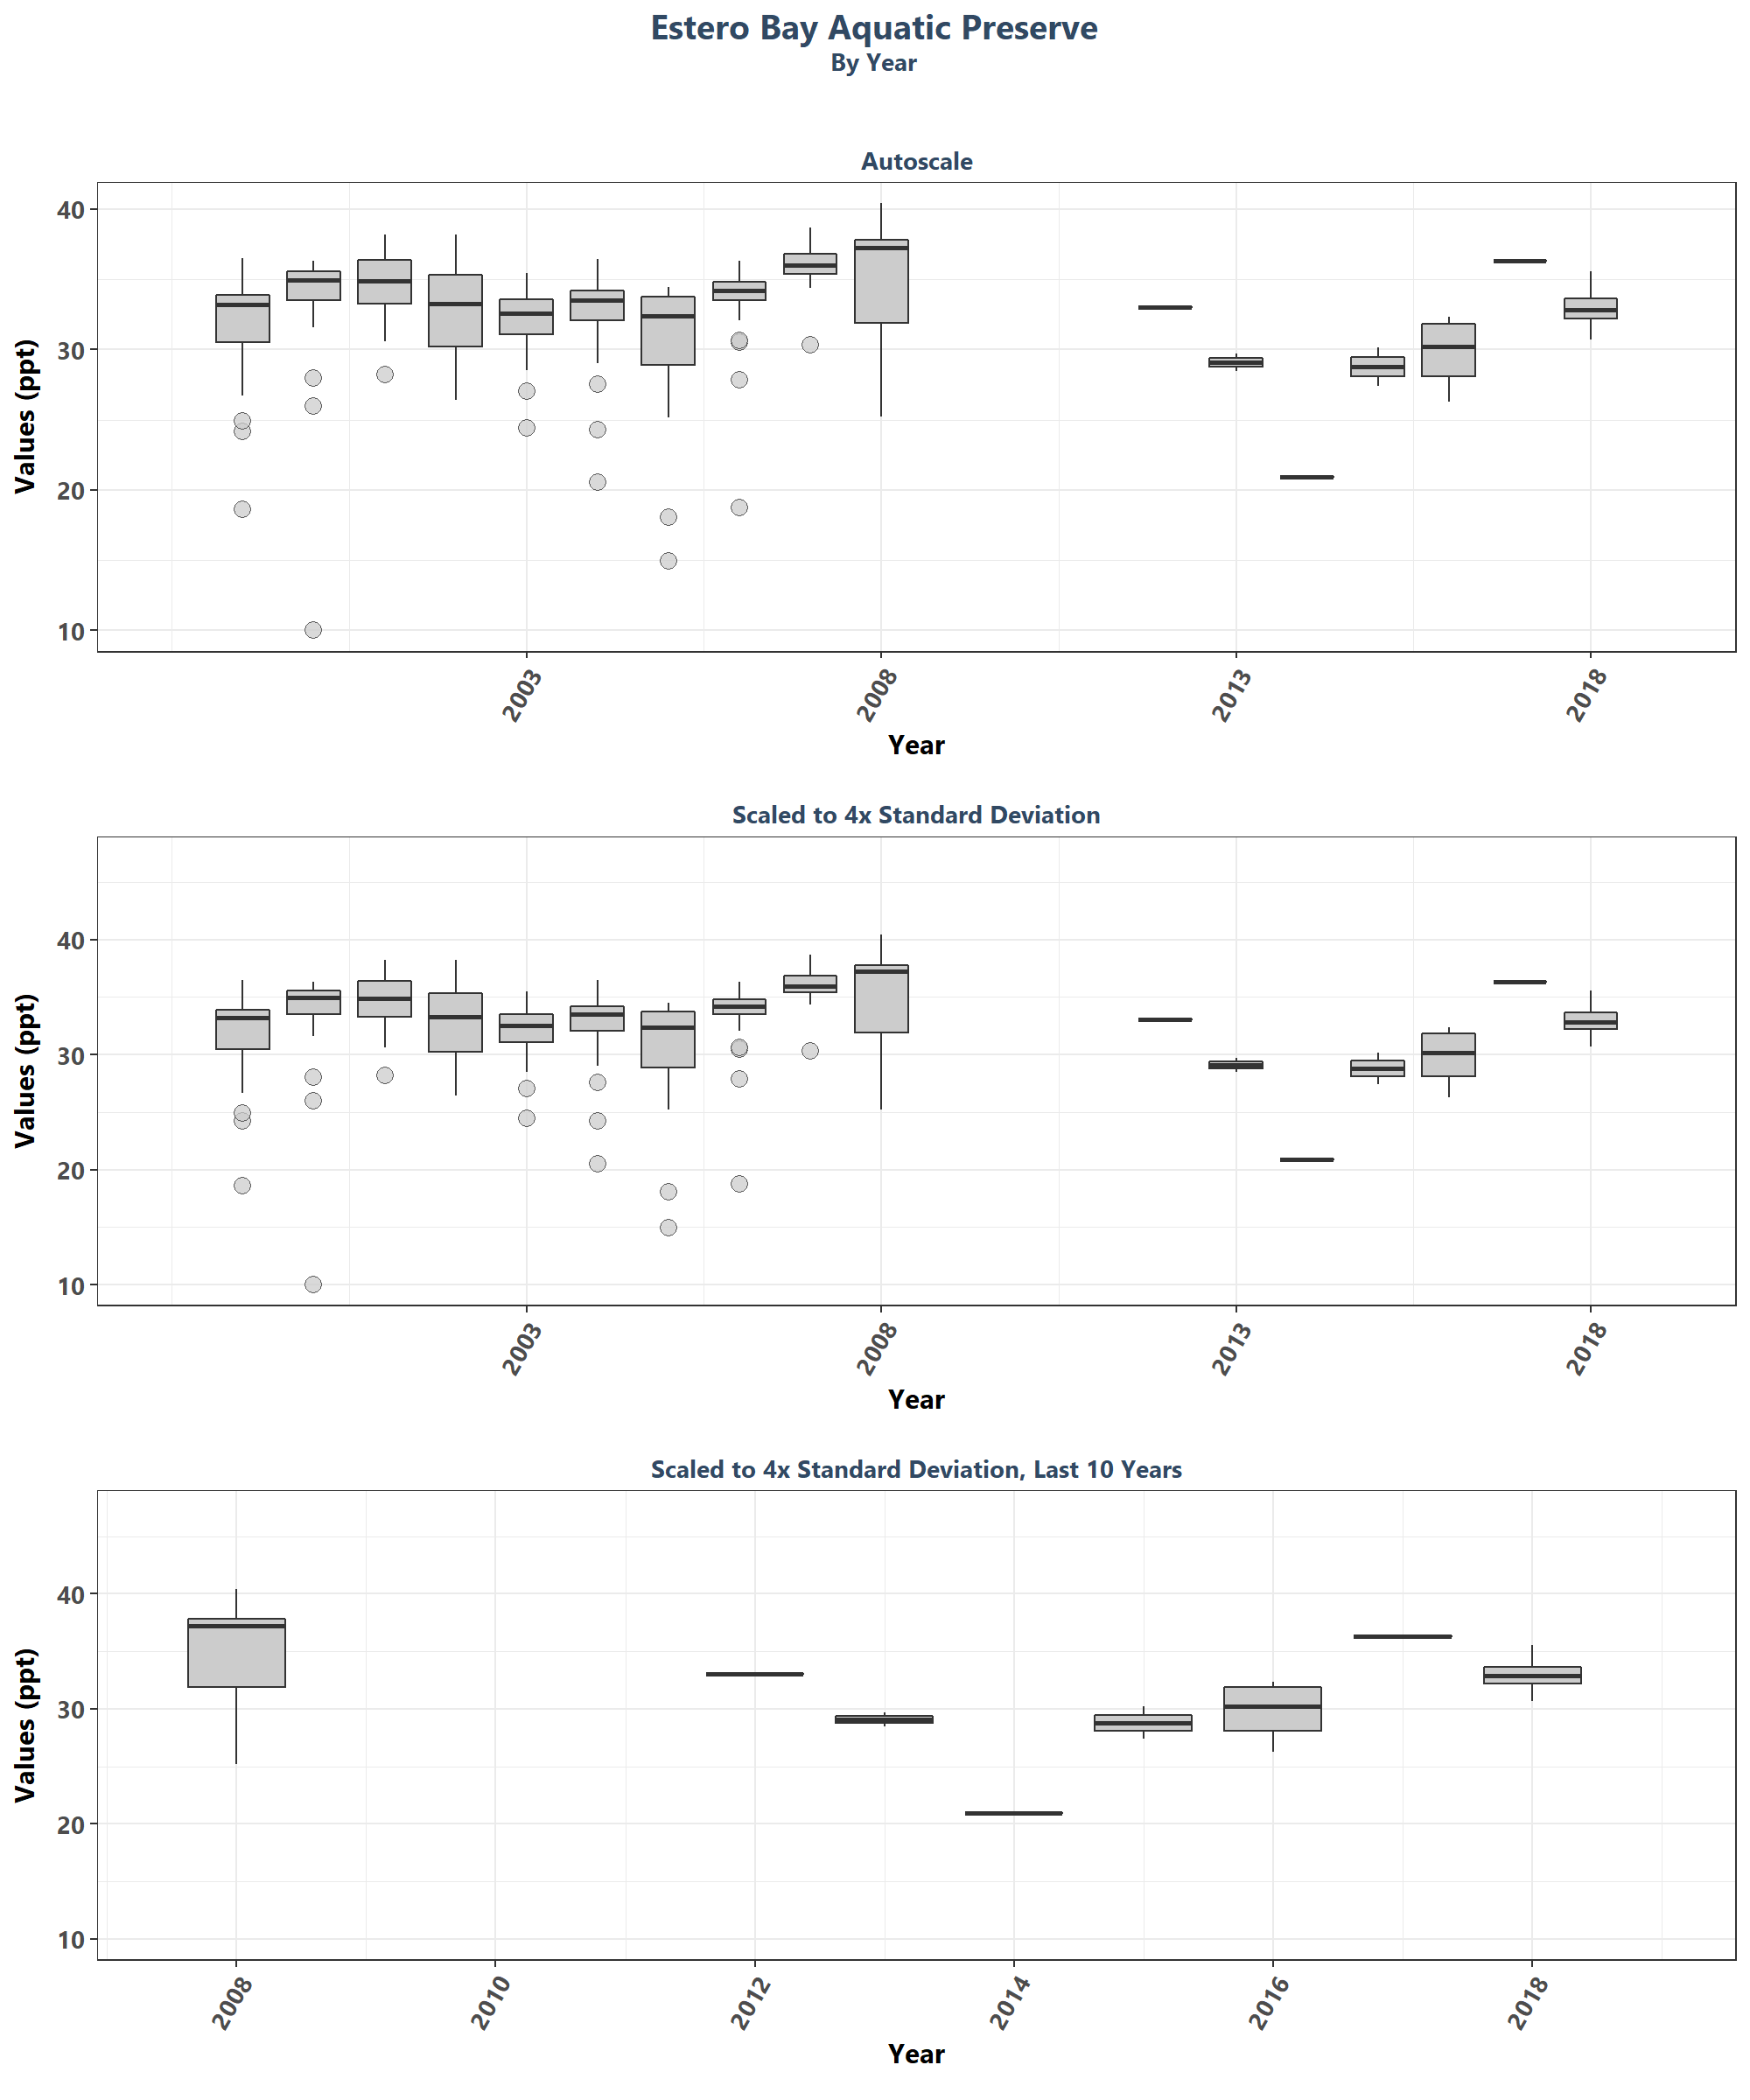 Estero Bay Aquatic Preserve
By Year
Autoscale
Values (ppt)
40
30
20
10
2003 2008 2013 2018
Year
Scaled to 4x Standard Deviation
Values (ppt)
40
30
20
10
2003 2008 2013 2018
Year
Scaled to 4x Standard Deviation, Last 10 Years
Values (ppt)
40
30
20
10
2008 2010 2012 2014 2016 2018
Year